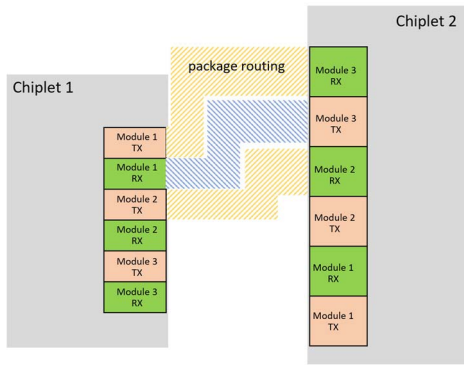 Chiplet 2
package routing
Chiplet 1
Module 1
TX
Module 1
RX
Module 2
TX
Module 2
RX
Module 3
TX
Module 3
RX
Module 3
RX
Module 3
TX
Module 2
RX
Module 2
TX
Module 1
RX
Module 1
TX